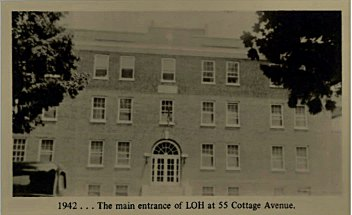 1942 . . . The main entrance of LOH at 55 Cottage Avenue.